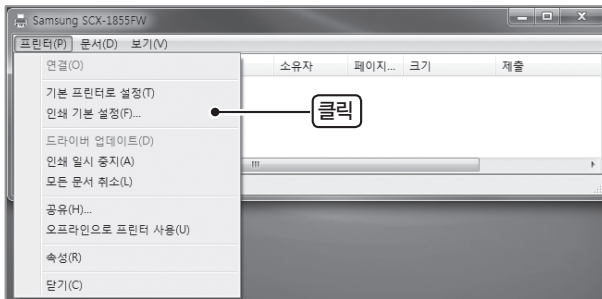 Samsung SCX-1855FW
프린터(P) 문서(D) 보기(V)
연결(O)
소유자 페이지... 크기 제출
기본 프린터로 설정(T)
인쇄 기본 설정(F)...
클릭
드라이버 업데이트(D)
인쇄 일시 중지(A)
모든 문서 취소(L)
공유(H)...
오프라인으로 프린터 사용(U)
속성(R)
닫기(C)